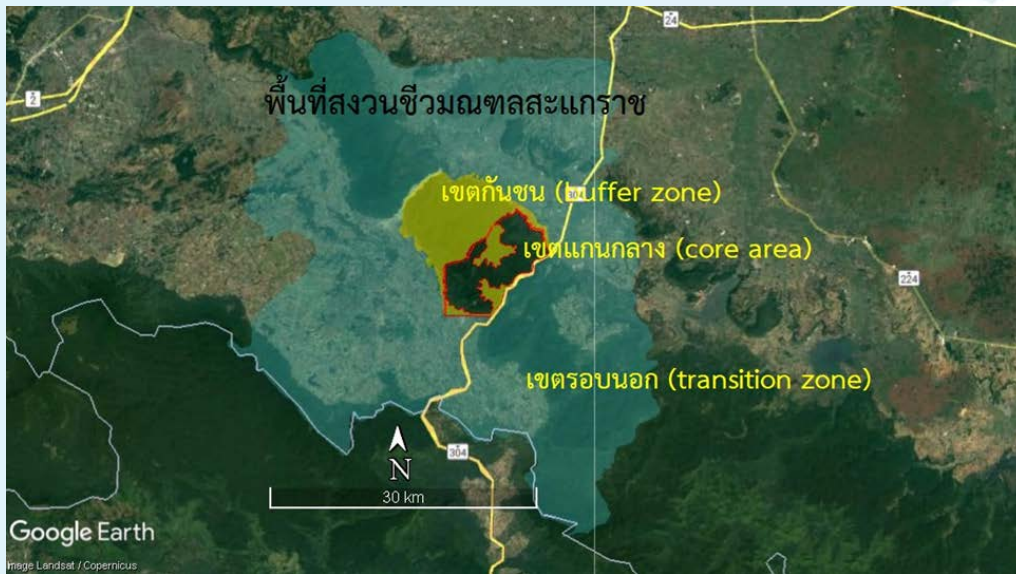 24
2
พื้นที่สงวนชีวมณฑลสะแกราช
304
เขตกันชน (buffer zone)
เขตแกนกลาง (core area)
224
เขตรอบนอก (transition zone)
304
N
30 km
Google Earth
Image Landsat / Copernicus